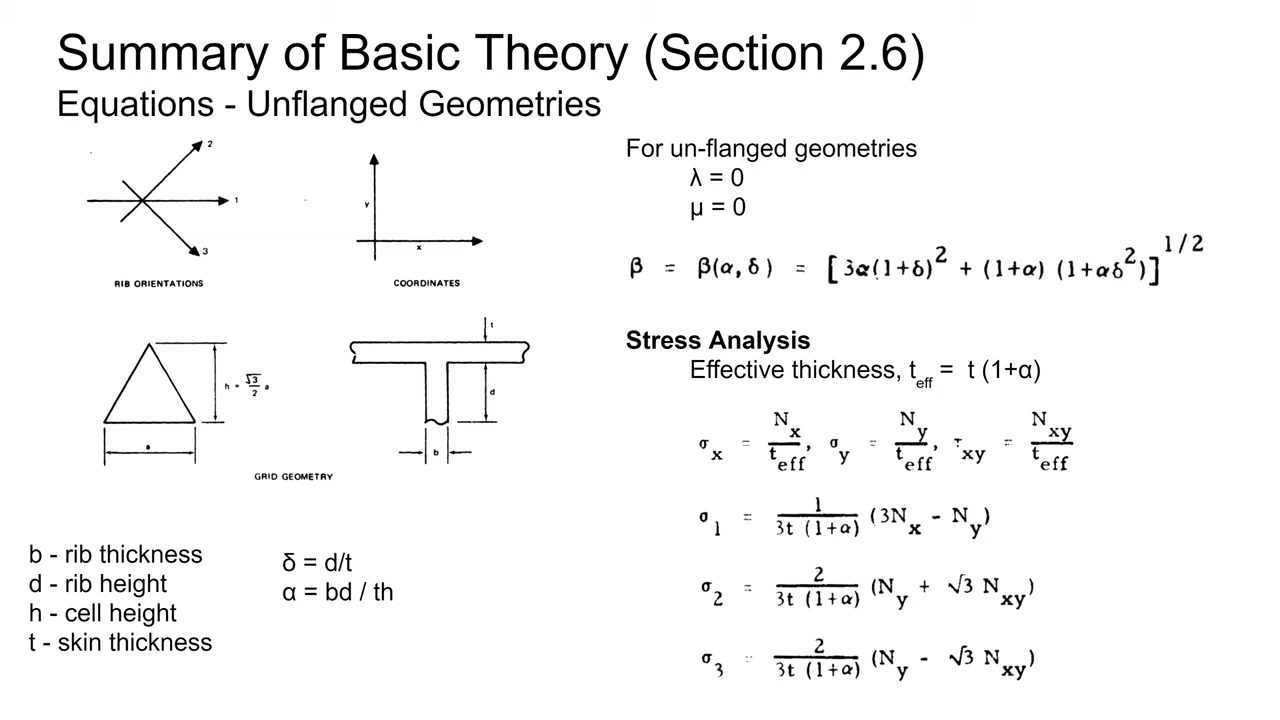 Summary of Basic Theory (Section 2.6)
Equations - Unflanged Geometries
2
1
3
RIB ORIENTATIONS
y
x
COORDINATES
h = √3/2 a
a
t
d
b
GRID GEOMETRY
b - rib thickness
d - rib height
h - cell height
t - skin thickness
δ = d/t
α = bd / th
For un-flanged geometries
λ = 0
μ = 0
β = β(α, δ) = [3α(1+δ)² + (1+α) (1+αδ²)]^1/2
Stress Analysis
Effective thickness, t_eff = t (1+α)
σ_x = N_x/t_eff, σ_y = N_y/t_eff, τ_xy = N_xy/t_eff
σ_1 = 1/3t (1+α) (3N_x - N_y)
σ_2 = 2/3t (1+α) (N_y + √3 N_xy)
σ_3 = 2/3t (1+α) (N_y - √3 N_xy)